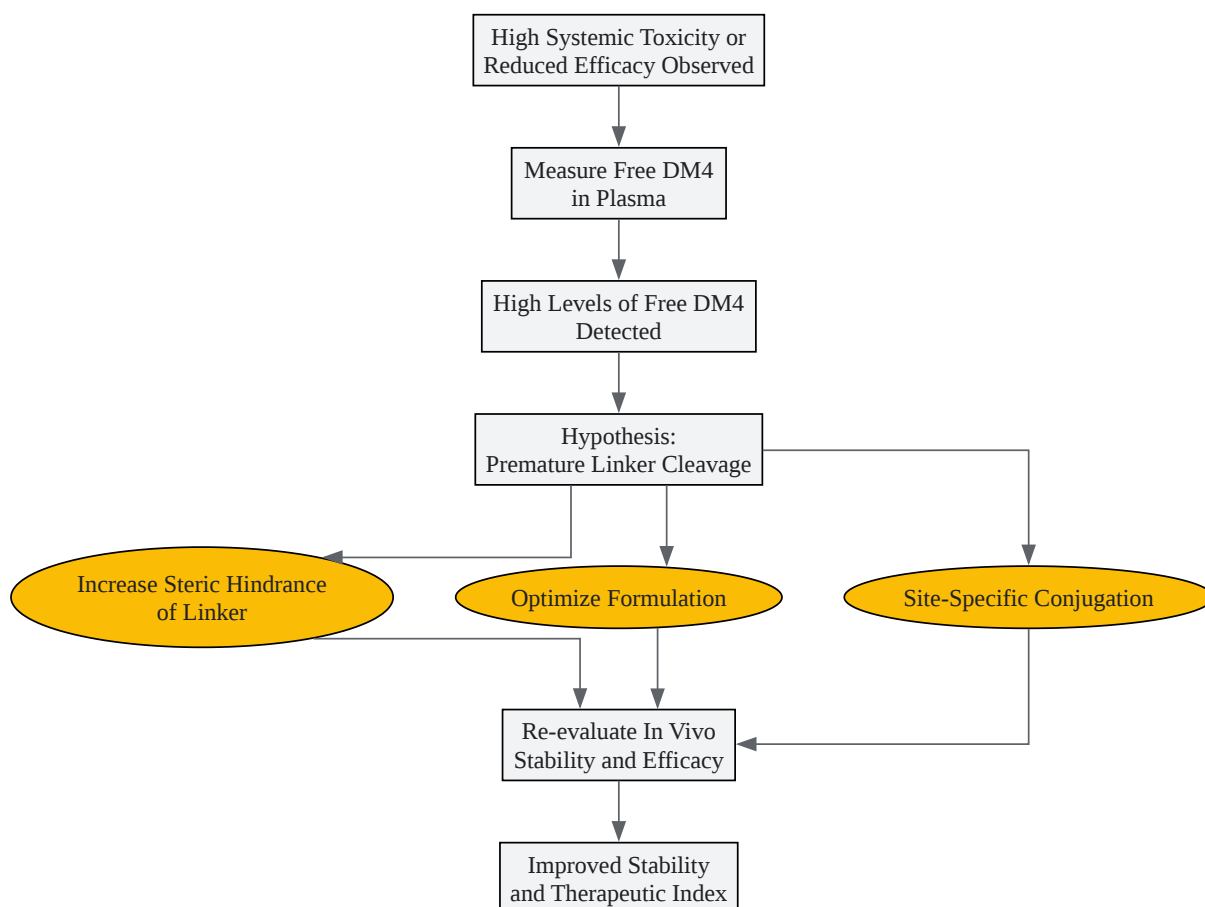 High Systemic Toxicity or
Reduced Efficacy Observed
Measure Free DM4
in Plasma
High Levels of Free DM4
Detected
Hypothesis:
Premature Linker Cleavage
Increase Steric Hindrance
of Linker
Optimize Formulation
Site-Specific Conjugation
Re-evaluate In Vivo
Stability and Efficacy
Improved Stability
and Therapeutic Index